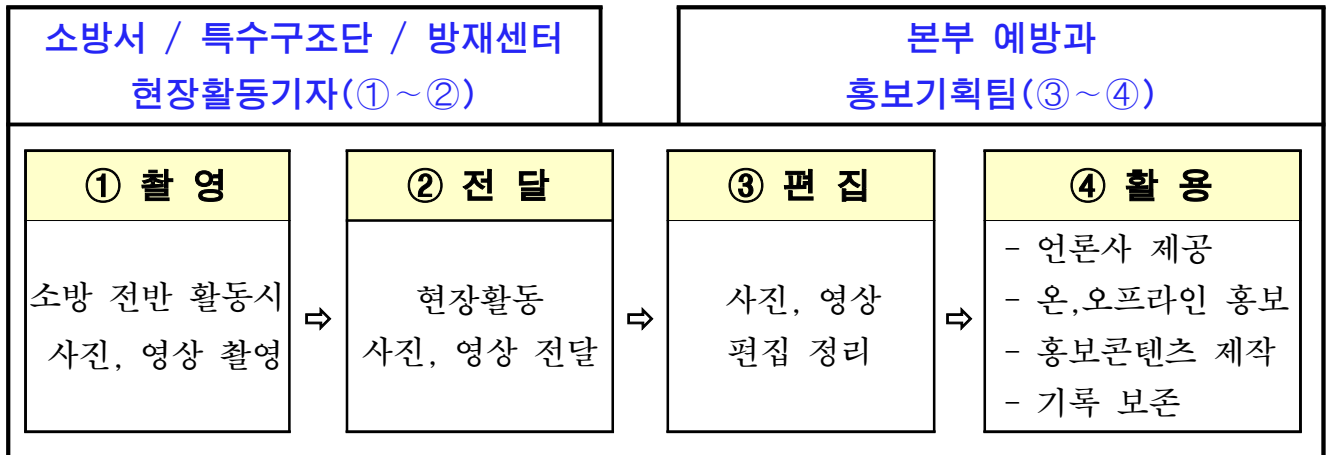 소방서 / 특수구조단 / 방재센터
현장활동기자(①~②)
본부 예방과
홍보기획팀(③~④)
① 촬 영
소방 전반 활동시
사진, 영상 촬영
⇨
② 전 달
현장활동
사진, 영상 전달
⇨
③ 편 집
사진, 영상
편집 정리
⇨
④ 활 용
- 언론사 제공
- 온,오프라인 홍보
- 홍보콘텐츠 제작
- 기록 보존